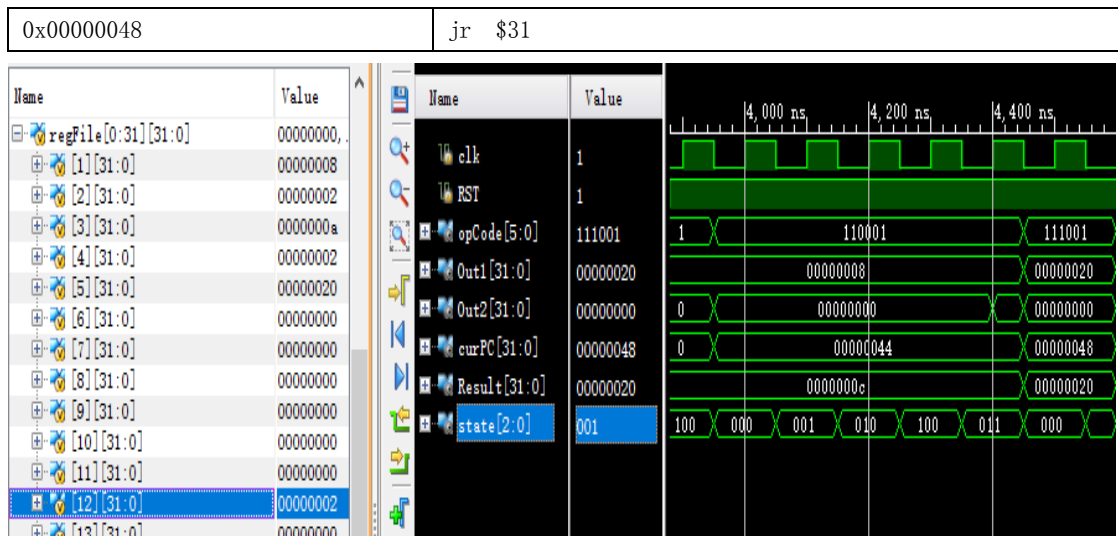 0x00000048 jr $31
Name Value
regFile[0:31][31:0] 00000000,.
[1][31:0] 00000008
[2][31:0] 00000002
[3][31:0] 0000000a
[4][31:0] 00000002
[5][31:0] 00000020
[6][31:0] 00000000
[7][31:0] 00000000
[8][31:0] 00000000
[9][31:0] 00000000
[10][31:0] 00000000
[11][31:0] 00000000
[12][31:0] 00000002
[13][31:0] 00000000
Name Value
4,000 ns 4,200 ns 4,400 ns
clk 1
RST 1
opCode[5:0] 111001 1 110001 111001
Out1[31:0] 00000020 00000008 00000020
Out2[31:0] 00000000 0 00000000 00000000
curPC[31:0] 00000048 0 00000044 00000048
Result[31:0] 00000020 0000000c 00000020
state[2:0] 001 100 000 001 010 100 011 000